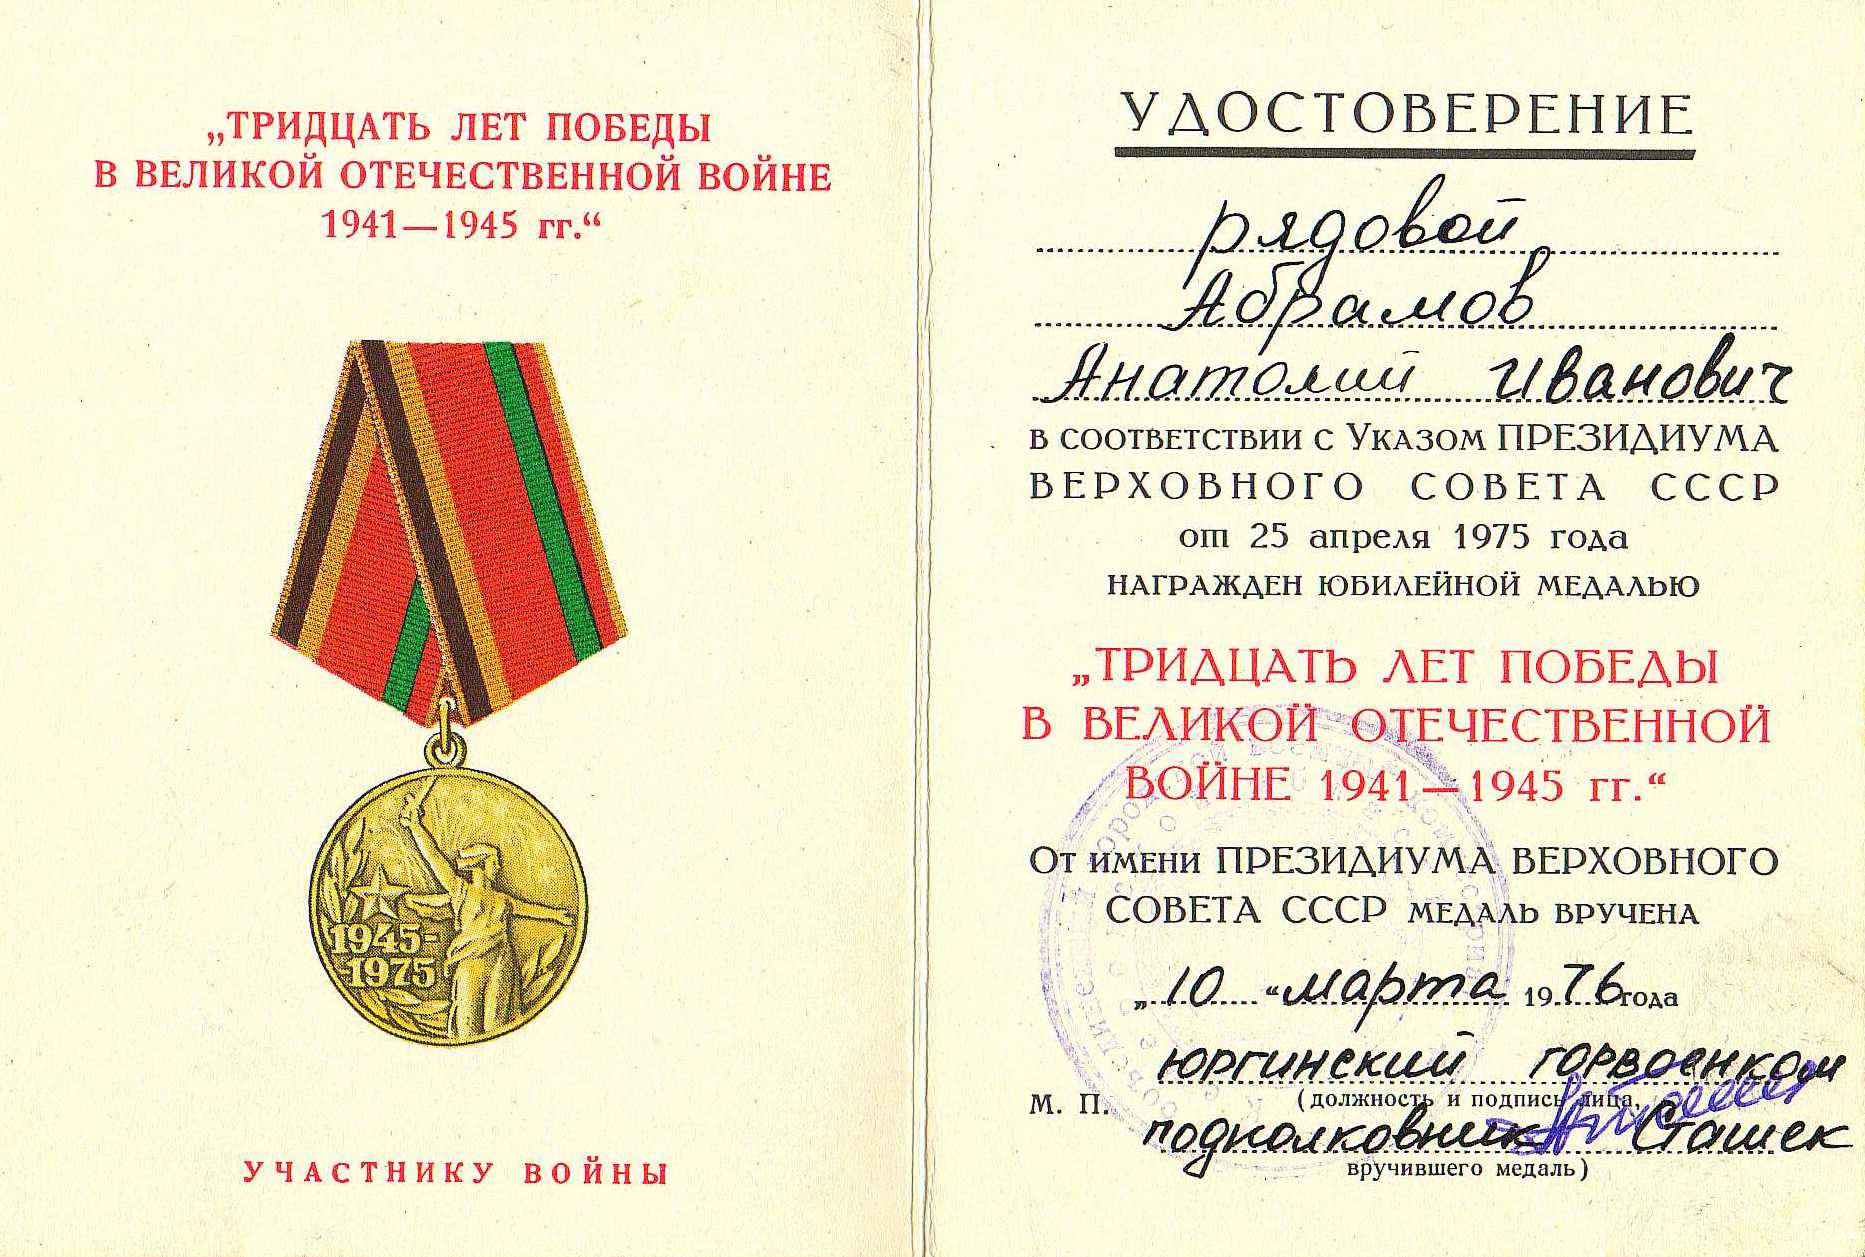 „ТРИДЦАТЬ ЛЕТ ПОБЕДЫ
В ВЕЛИКОЙ ОТЕЧЕСТВЕННОЙ ВОЙНЕ
1941—1945 гг.“
1945-
1975
УЧАСТНИКУ ВОЙНЫ
УДОСТОВЕРЕНИЕ
рядовой
Абрамов
Анатолий Иванович
в соответствии с Указом ПРЕЗИДИУМА
ВЕРХОВНОГО СОВЕТА СССР
от 25 апреля 1975 года
НАГРАЖДЕН ЮБИЛЕЙНОЙ МЕДАЛЬЮ
„ТРИДЦАТЬ ЛЕТ ПОБЕДЫ
В ВЕЛИКОЙ ОТЕЧЕСТВЕННОЙ
ВОЙНЕ 1941—1945 гг.“
От имени ПРЕЗИДИУМА ВЕРХОВНОГО
СОВЕТА СССР медаль вручена
„10“ марта 1976 года
юргинский горвоенком
М. П.
(должность и подпись лица,
подполковник Сташек
вручившего медаль)